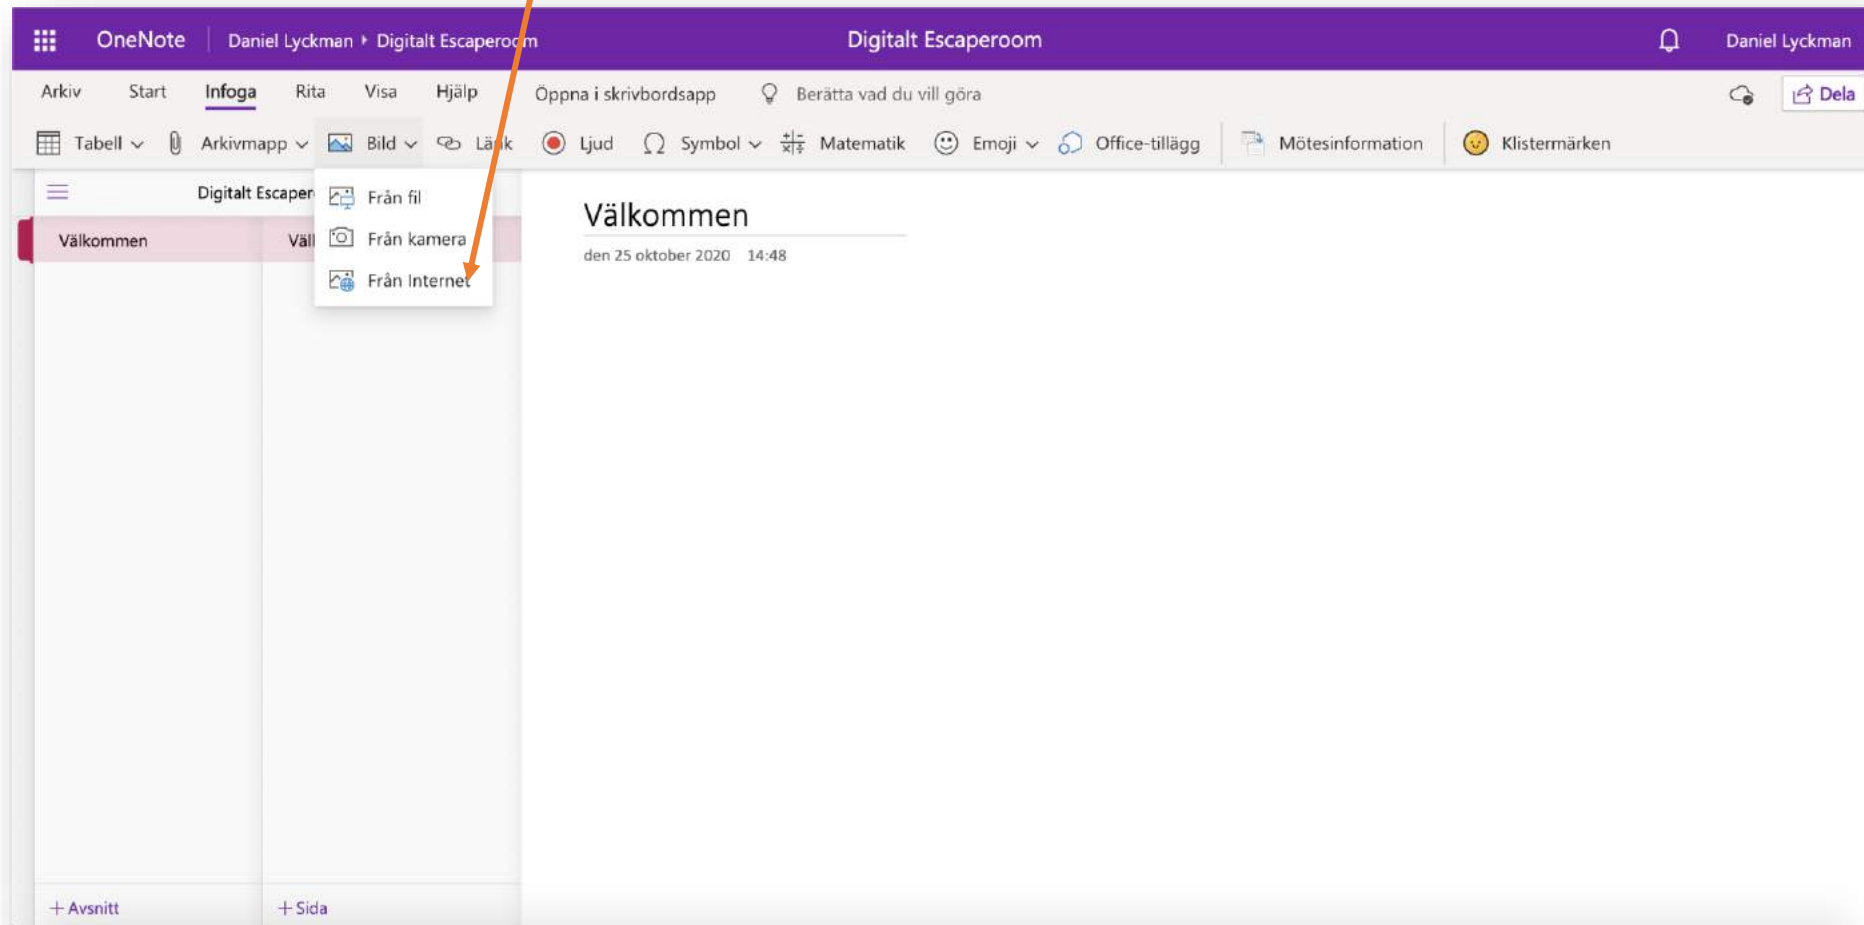 OneNote Daniel Lyckman Digitalt Escaperoom Digitalt Escaperoom Daniel Lyckman
Arkiv Start Infoga Rita Visa Hjälp Öppna i skrivbordsapp Berätta vad du vill göra Dela
Tabell Arkivmapp Bild Länk Ljud Symbol Matematik Emoji Office-tillägg Mötesinformation Klistermärken
Digitalt Escaper
Från fil
Välkommen
Välkommen
Väll
Från kamera
den 25 oktober 2020 14:48
Från Internet
+ Avsnitt + Sida